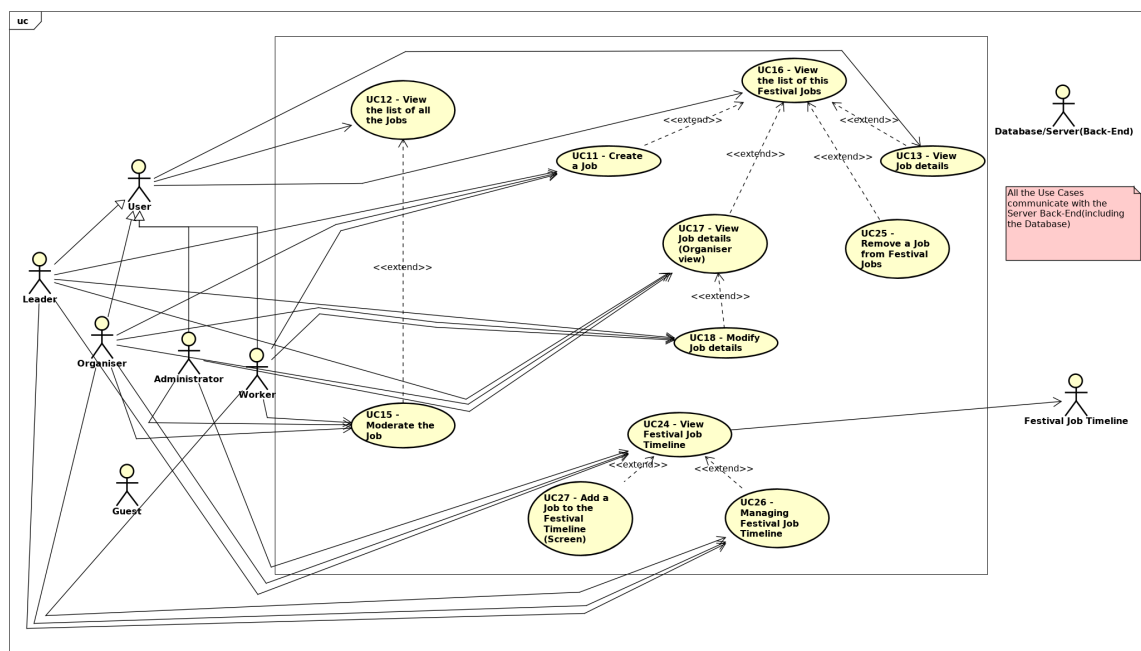 uc
UC16 - View
the list of this
Festival Jobs
UC12 - View
the list of all
the Jobs
<<extend>>
<<extend>>
Database/Server(Back-End)
UC11 - Create
a Job
<<extend>>
<<extend>>
UC13 - View
Job details
User
All the Use Cases
communicate with the
Server Back-End(including
the Database)
UC17 - View
Job details
(Organiser
view)
UC25 -
Remove a Job
from Festival
Jobs
<<extend>>
Leader
<<extend>>
UC18 - Modify
Job details
Organiser
Administrator
Worker
UC15 -
Moderate the
Job
UC24 - View
Festival Job
Timeline
Festival Job Timeline
<<extend>>
<<extend>>
Guest
UC27 - Add a
Job to the
Festival
Timeline
(Screen)
UC26 -
Managing
Festival Job
Timeline